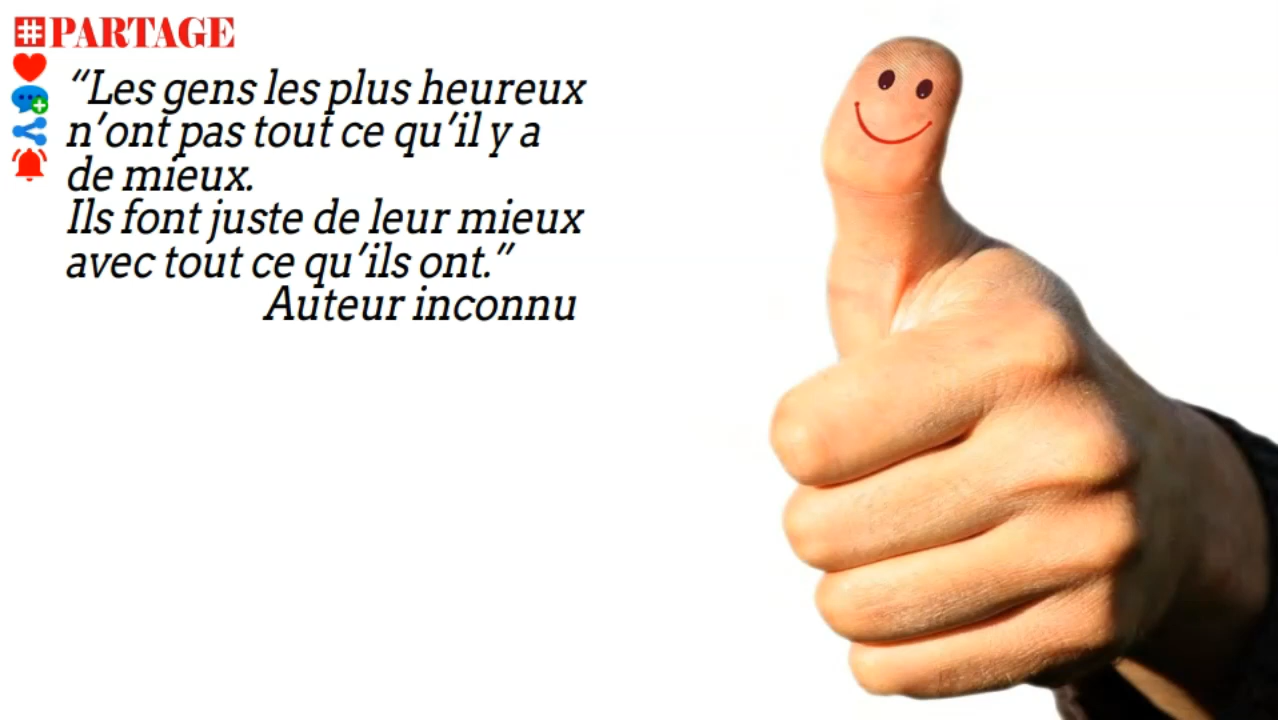 #PARTAGE
“Les gens les plus heureux
n’ont pas tout ce qu’il y a
de mieux.
Ils font juste de leur mieux
avec tout ce qu’ils ont.”
Auteur inconnu